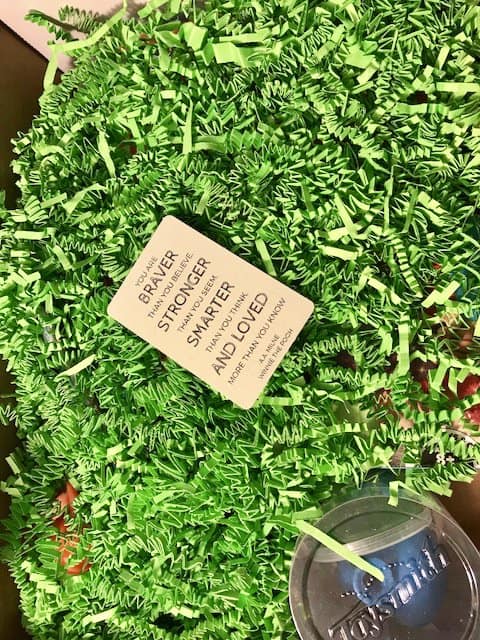 YOU ARE
BRAVER
THAN YOU BELIEVE,
STRONGER
THAN YOU SEEM
SMARTER
THAN YOU THINK,
AND LOVED
MORE THAN YOU KNOW
A.A. MILNE
WINNIE THE POOH
Toysmith